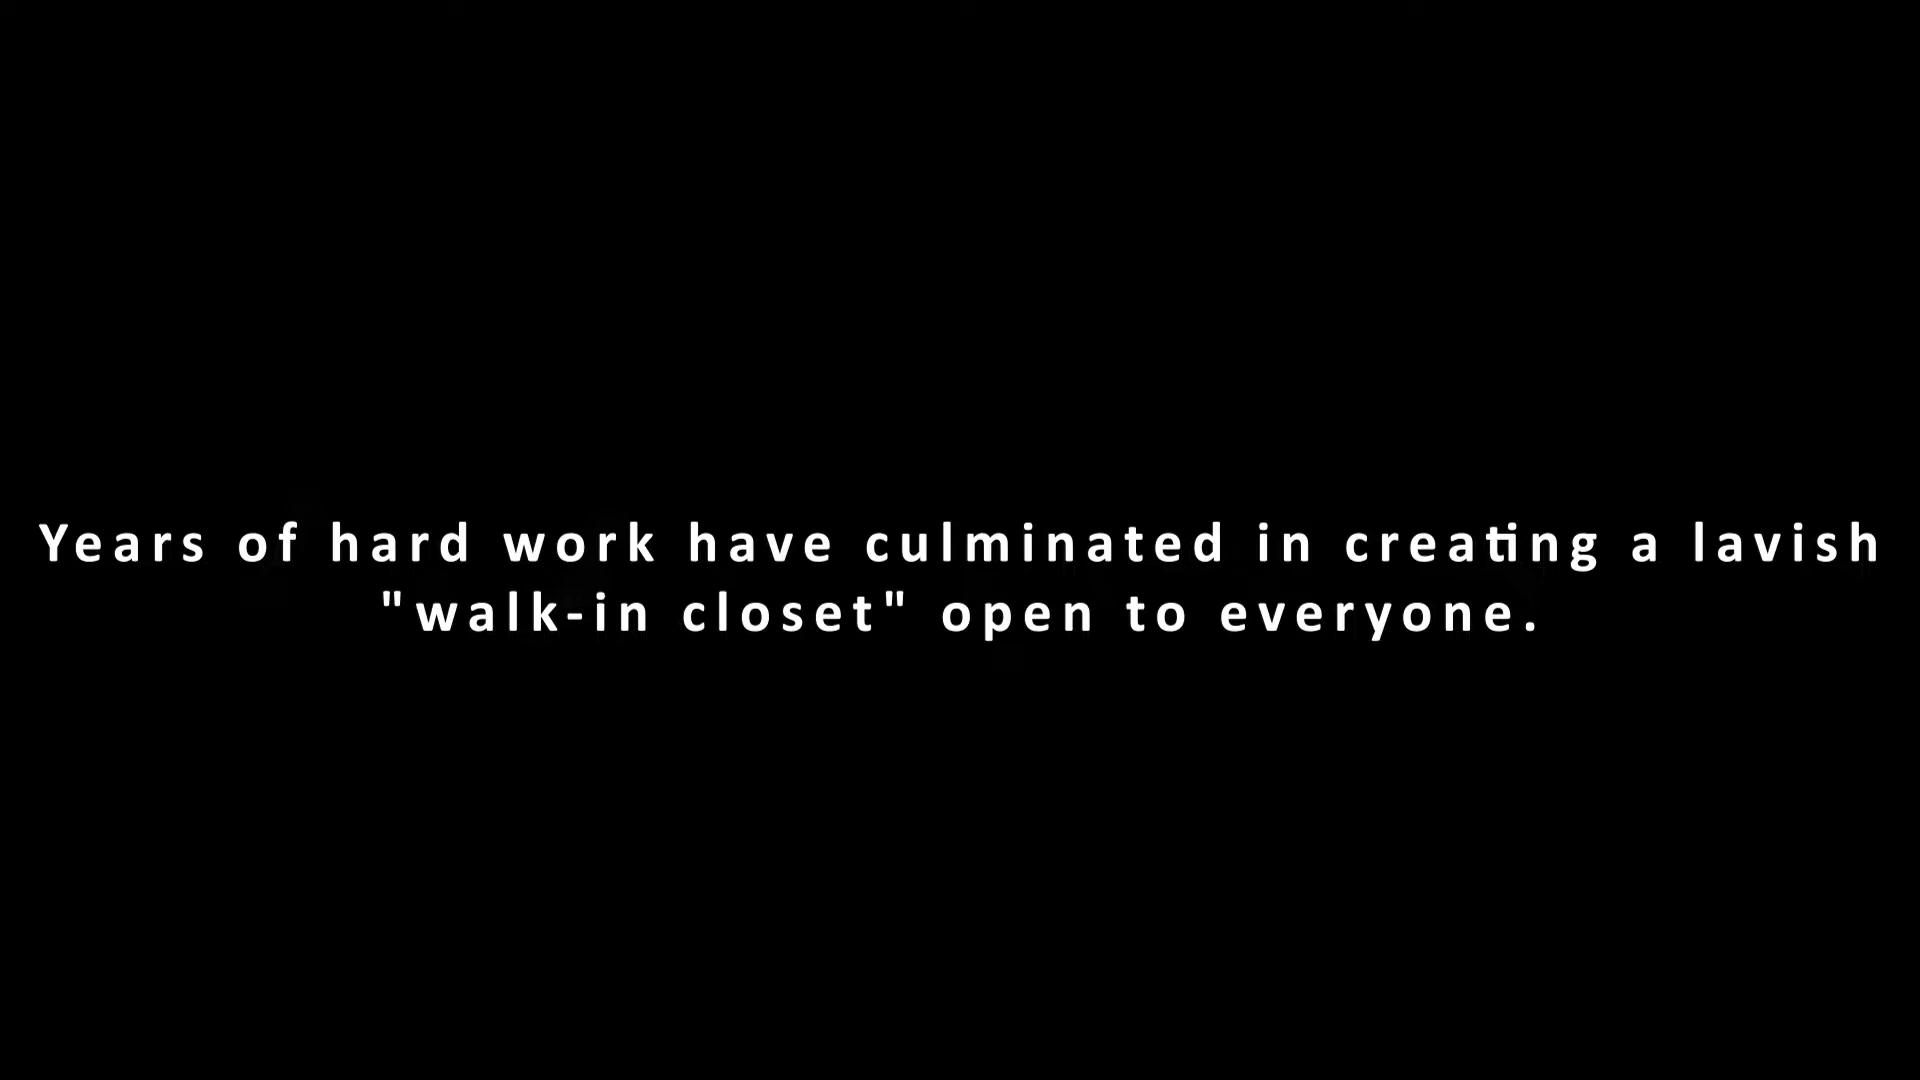 Years of hard work have culminated in creating a lavish
"walk-in closet" open to everyone.